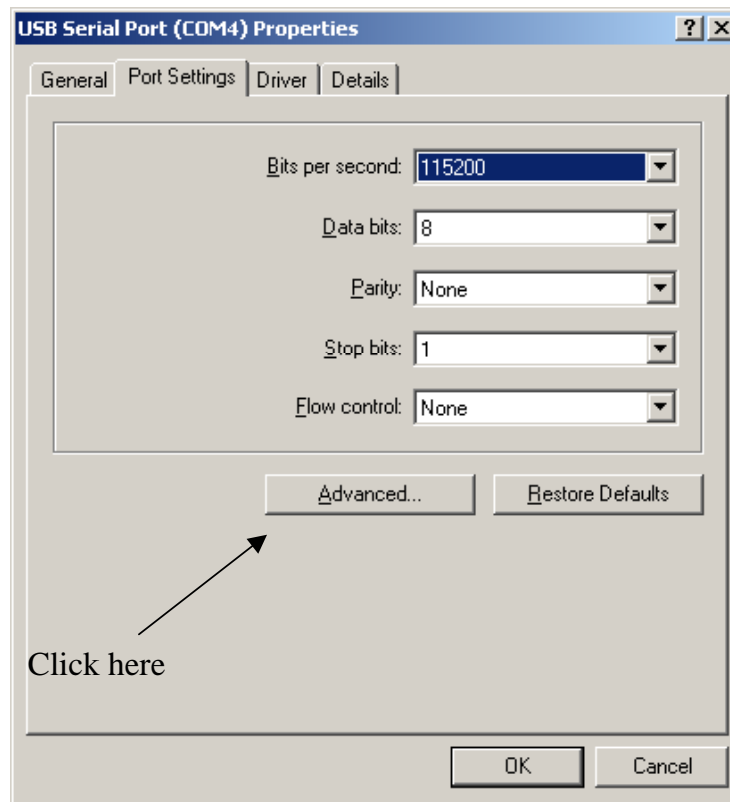 USB Serial Port (COM4) Properties
General Port Settings Driver Details
Bits per second: 115200
Data bits: 8
Parity: None
Stop bits: 1
Flow control: None
Advanced... Restore Defaults
Click here
OK Cancel